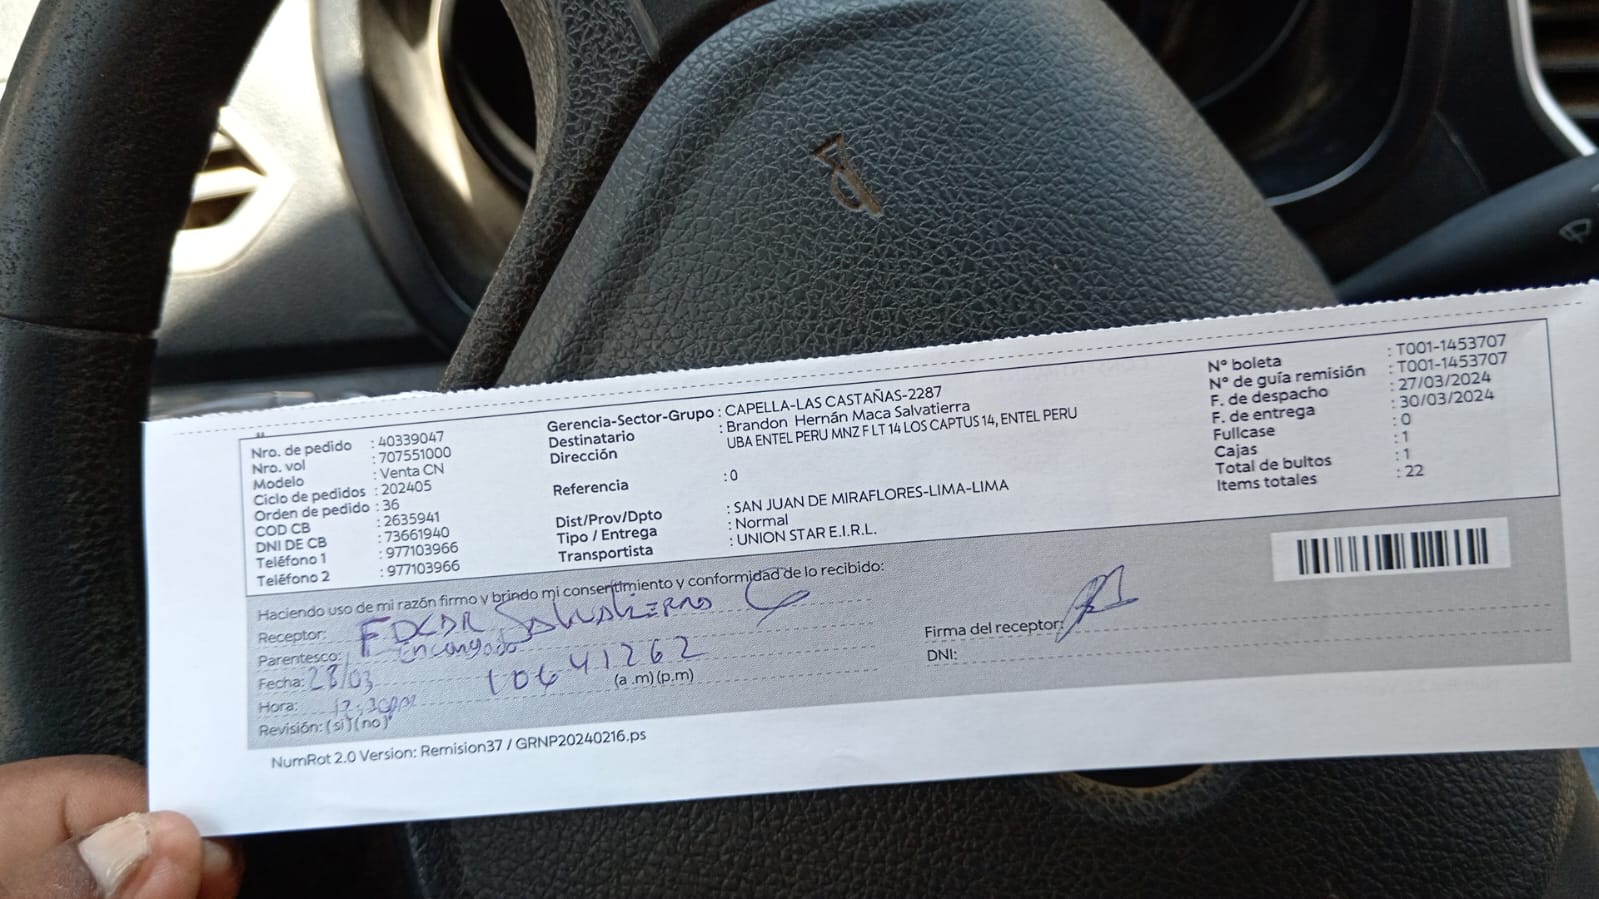 Nro. de pedido : 40339047
Nro. vol : 707551000
Modelo : Venta CN
Ciclo de pedidos : 202405
Orden de pedido : 36
COD CB : 2635941
DNI DE CB : 73661940
Teléfono 1 : 977103966
Teléfono 2 : 977103966
Gerencia-Sector-Grupo : CAPELLA-LAS CASTAÑAS-2287
Destinatario : Brandon Hernán Maca Salvatierra
Dirección UBA ENTEL PERU MNZ F LT 14 LOS CAPTUS 14, ENTEL PERU
Referencia : 0
Dist/Prov/Dpto : SAN JUAN DE MIRAFLORES-LIMA-LIMA
Tipo / Entrega : Normal
Transportista : UNION STAR E.I.R.L.
N° boleta : T001-1453707
N° de guía remisión : T001-1453707
F. de despacho : 27/03/2024
F. de entrega : 30/03/2024
Fullcase : 0
Cajas : 1
Total de bultos : 1
Items totales : 22
Haciendo uso de mi razón firmo y brindo mi consentimiento y conformidad de lo recibido:
Receptor: Salvatierra
Parentesco: Encargado
Fecha: 28/03 10641262
Hora: (a .m)(p.m)
Revisión: (si)(no)
Firma del receptor:
DNI:
NumRot 2.0 Version: Remision37 / GRNP20240216.ps